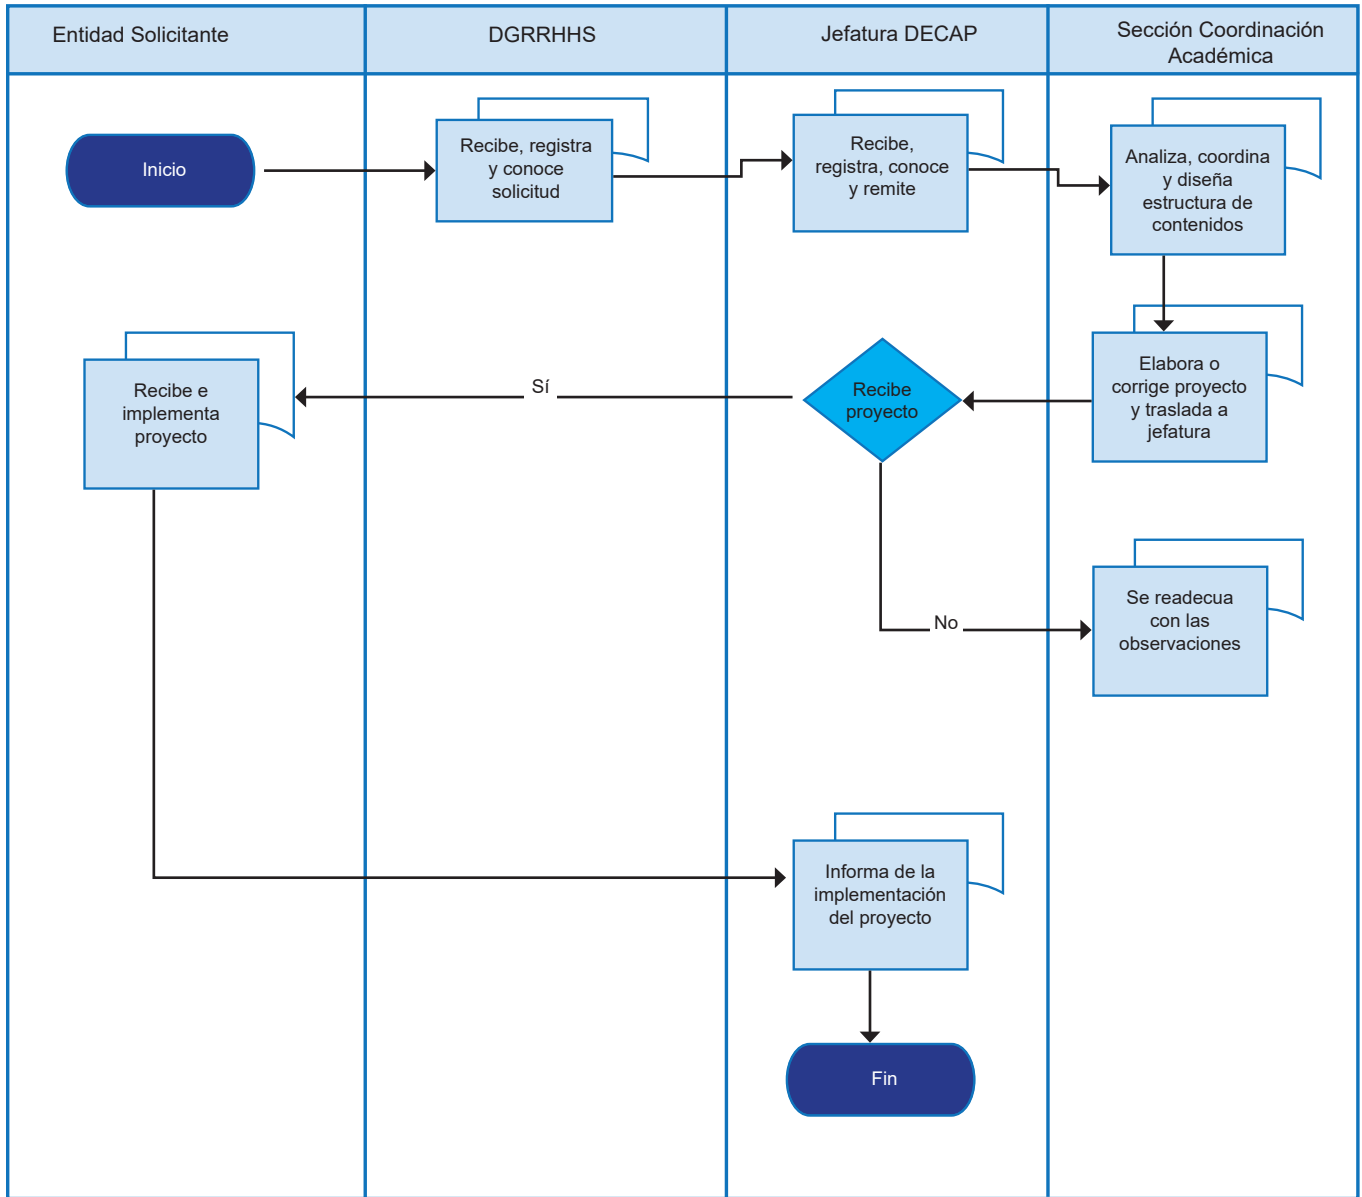 Entidad Solicitante
DGRRHHS
Jefatura DECAP
Sección Coordinación
Académica
Inicio
Recibe, registra
y conoce
solicitud
Recibe,
registra, conoce
y remite
Analiza, coordina
y diseña
estructura de
contenidos
Recibe e
implementa
proyecto
Sí
Recibe
proyecto
Elabora o
corrige proyecto
y traslada a
jefatura
No
Se readecua
con las
observaciones
Informa de la
implementación
del proyecto
Fin